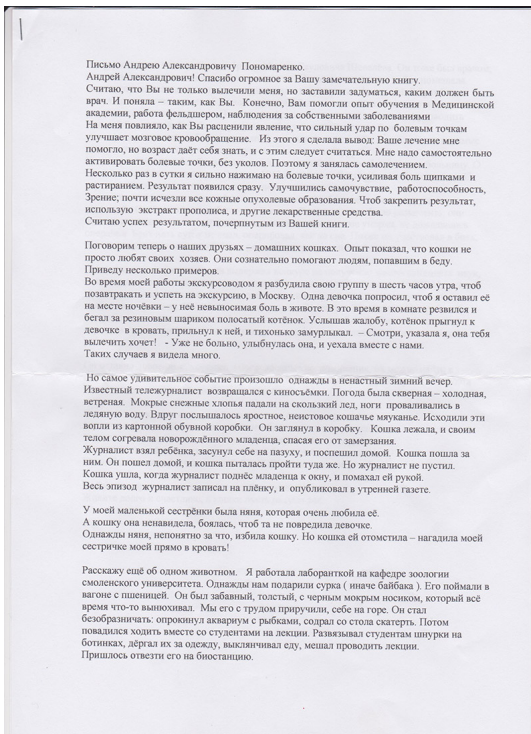 Письмо Андрею Александровичу Пономаренко.
Андрей Александрович! Спасибо огромное за Вашу замечательную книгу.
Считаю, что Вы не только вылечили меня, но заставили задуматься, каким должен быть
врач. И поняла – таким, как Вы. Конечно, Вам помогли опыт обучения в Медицинской
академии, работа фельдшером, наблюдения за собственными заболеваниями
На меня повлияло, как Вы расценили явление, что сильный удар по болевым точкам
улучшает мозговое кровообращение. Из этого я сделала вывод: Ваше лечение мне
помогло, но возраст даёт себя знать, и с этим следует считаться. Мне надо самостоятельно
активировать болевые точки, без уколов. Поэтому я занялась самолечением.
Несколько раз в сутки я сильно нажимаю на болевые точки, усиливая боль щипками и
растиранием. Результат появился сразу. Улучшились самочувствие, работоспособность,
Зрение; почти исчезли все кожные опухолевые образования. Чтоб закрепить результат,
использую экстракт прополиса, и другие лекарственные средства.
Считаю успех результатом, почерпнутым из Вашей книги.
Поговорим теперь о наших друзьях – домашних кошках. Опыт показал, что кошки не
просто любят своих хозяев. Они сознательно помогают людям, попавшим в беду.
Приведу несколько примеров.
Во время моей работы экскурсоводом я разбудила свою группу в шесть часов утра, чтоб
позавтракать и успеть на экскурсию, в Москву. Одна девочка попросил, чтоб я оставил её
на месте ночёвки – у неё невыносимая боль в животе. В это время в комнате резвился и
бегал за резиновым шариком полосатый котёнок. Услышав жалобу, котёнок прыгнул к
девочке в кровать, прильнул к ней, и тихонько замурлыкал. – Смотри, указала я, она тебя
вылечить хочет! - Уже не больно, улыбнулась она, и уехала вместе с нами.
Таких случаев я видела много.
Но самое удивительное событие произошло однажды в ненастный зимний вечер.
Известный тележурналист возвращался с киносъёмки. Погода была скверная – холодная,
ветреная. Мокрые снежные хлопья падали на скользкий лед, ноги проваливались в
ледяную воду. Вдруг послышалось яростное, неистовое кошачье мяуканье. Исходили эти
вопли из картонной обувной коробки. Он заглянул в коробку. Кошка лежала, и своим
телом согревала новорождённого младенца, спасая его от замерзания.
Журналист взял ребёнка, засунул себе на пазуху, и поспешил домой. Кошка пошла за
ним. Он пошел домой, и кошка пыталась пройти туда же. Но журналист не пустил.
Кошка ушла, когда журналист поднёс младенца к окну, и помахал ей рукой.
Весь эпизод журналист записал на плёнку, и опубликовал в утренней газете.
У моей маленькой сестрёнки была няня, которая очень любила её.
А кошку она ненавидела, боялась, чтоб та не повредила девочке.
Однажды няня, непонятно за что, избила кошку. Но кошка ей отомстила – нагадила моей
сестричке моей прямо в кровать!
Расскажу ещё об одном животном. Я работала лаборанткой на кафедре зоологии
смоленского университета. Однажды нам подарили сурка ( иначе байбака ). Его поймали в
вагоне с пшеницей. Он был забавный, толстый, с черным мокрым носиком, который всё
время что-то вынюхивал. Мы его с трудом приручили, себе на горе. Он стал
безобразничать: опрокинул аквариум с рыбками, содрал со стола скатерть. Потом
повадился ходить вместе со студентами на лекции. Развязывал студентам шнурки на
ботинках, дёргал их за одежду, выклянчивал еду, мешал проводить лекции.
Пришлось отвезти его на биостанцию.